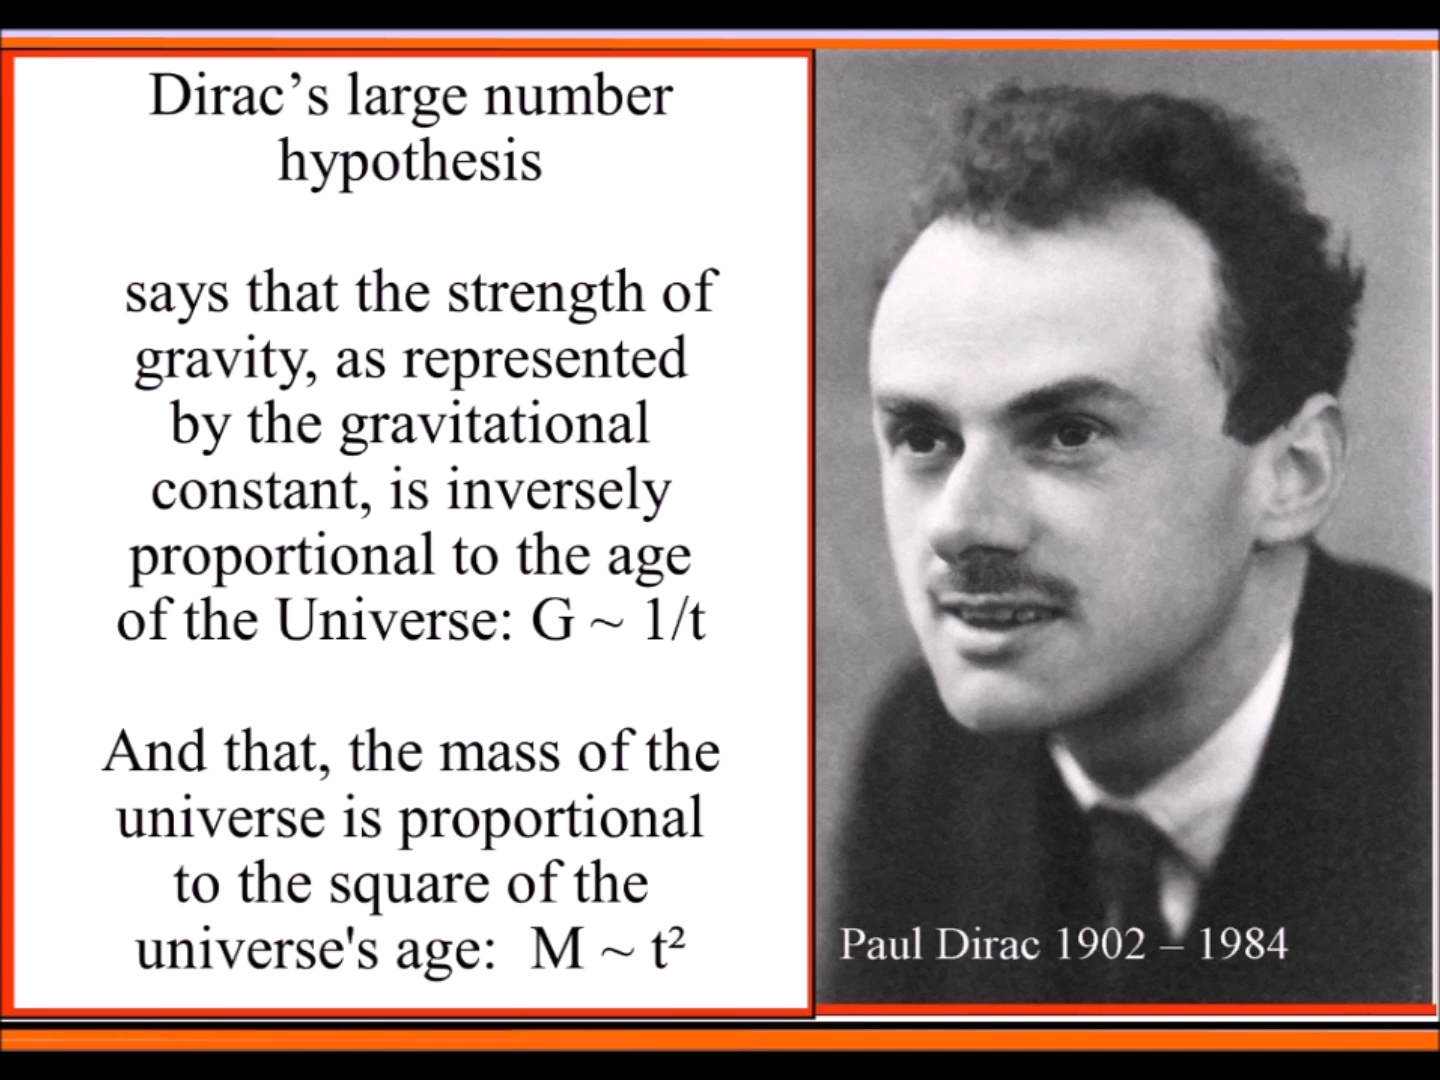 Dirac’s large number
hypothesis
says that the strength of
gravity, as represented
by the gravitational
constant, is inversely
proportional to the age
of the Universe: G ~ 1/t
And that, the mass of the
universe is proportional
to the square of the
universe's age:  M ~ t²
Paul Dirac 1902 – 1984